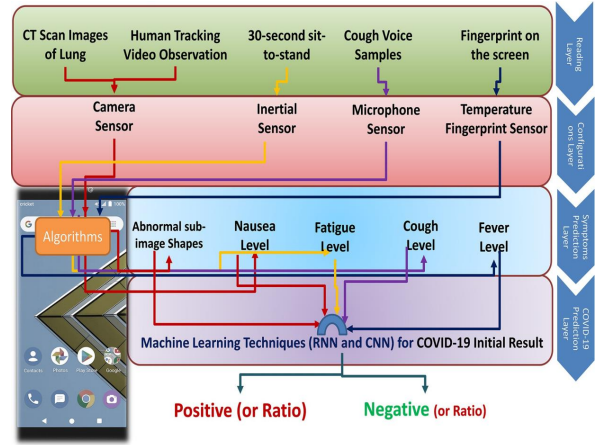 CT Scan Images
of Lung
Human Tracking
Video Observation
30-second sit-
to-stand
Cough Voice
Samples
Fingerprint on
the screen
Reading
Layer
Camera
Sensor
Inertial
Sensor
Microphone
Sensor
Temperature
Fingerprint Sensor
Configurati
ons Layer
100%
G
Algorithms
Abnormal sub-
image Shapes
Nausea
Level
Fatigue
Level
Cough
Level
Fever
Level
Symptoms
Prediction
Layer
Machine Learning Techniques (RNN and CNN) for COVID-19 Initial Result
COVID-19
Prediction
Layer
Contacts
Photos
Play Store
Google
Positive (or Ratio)
Negative (or Ratio)